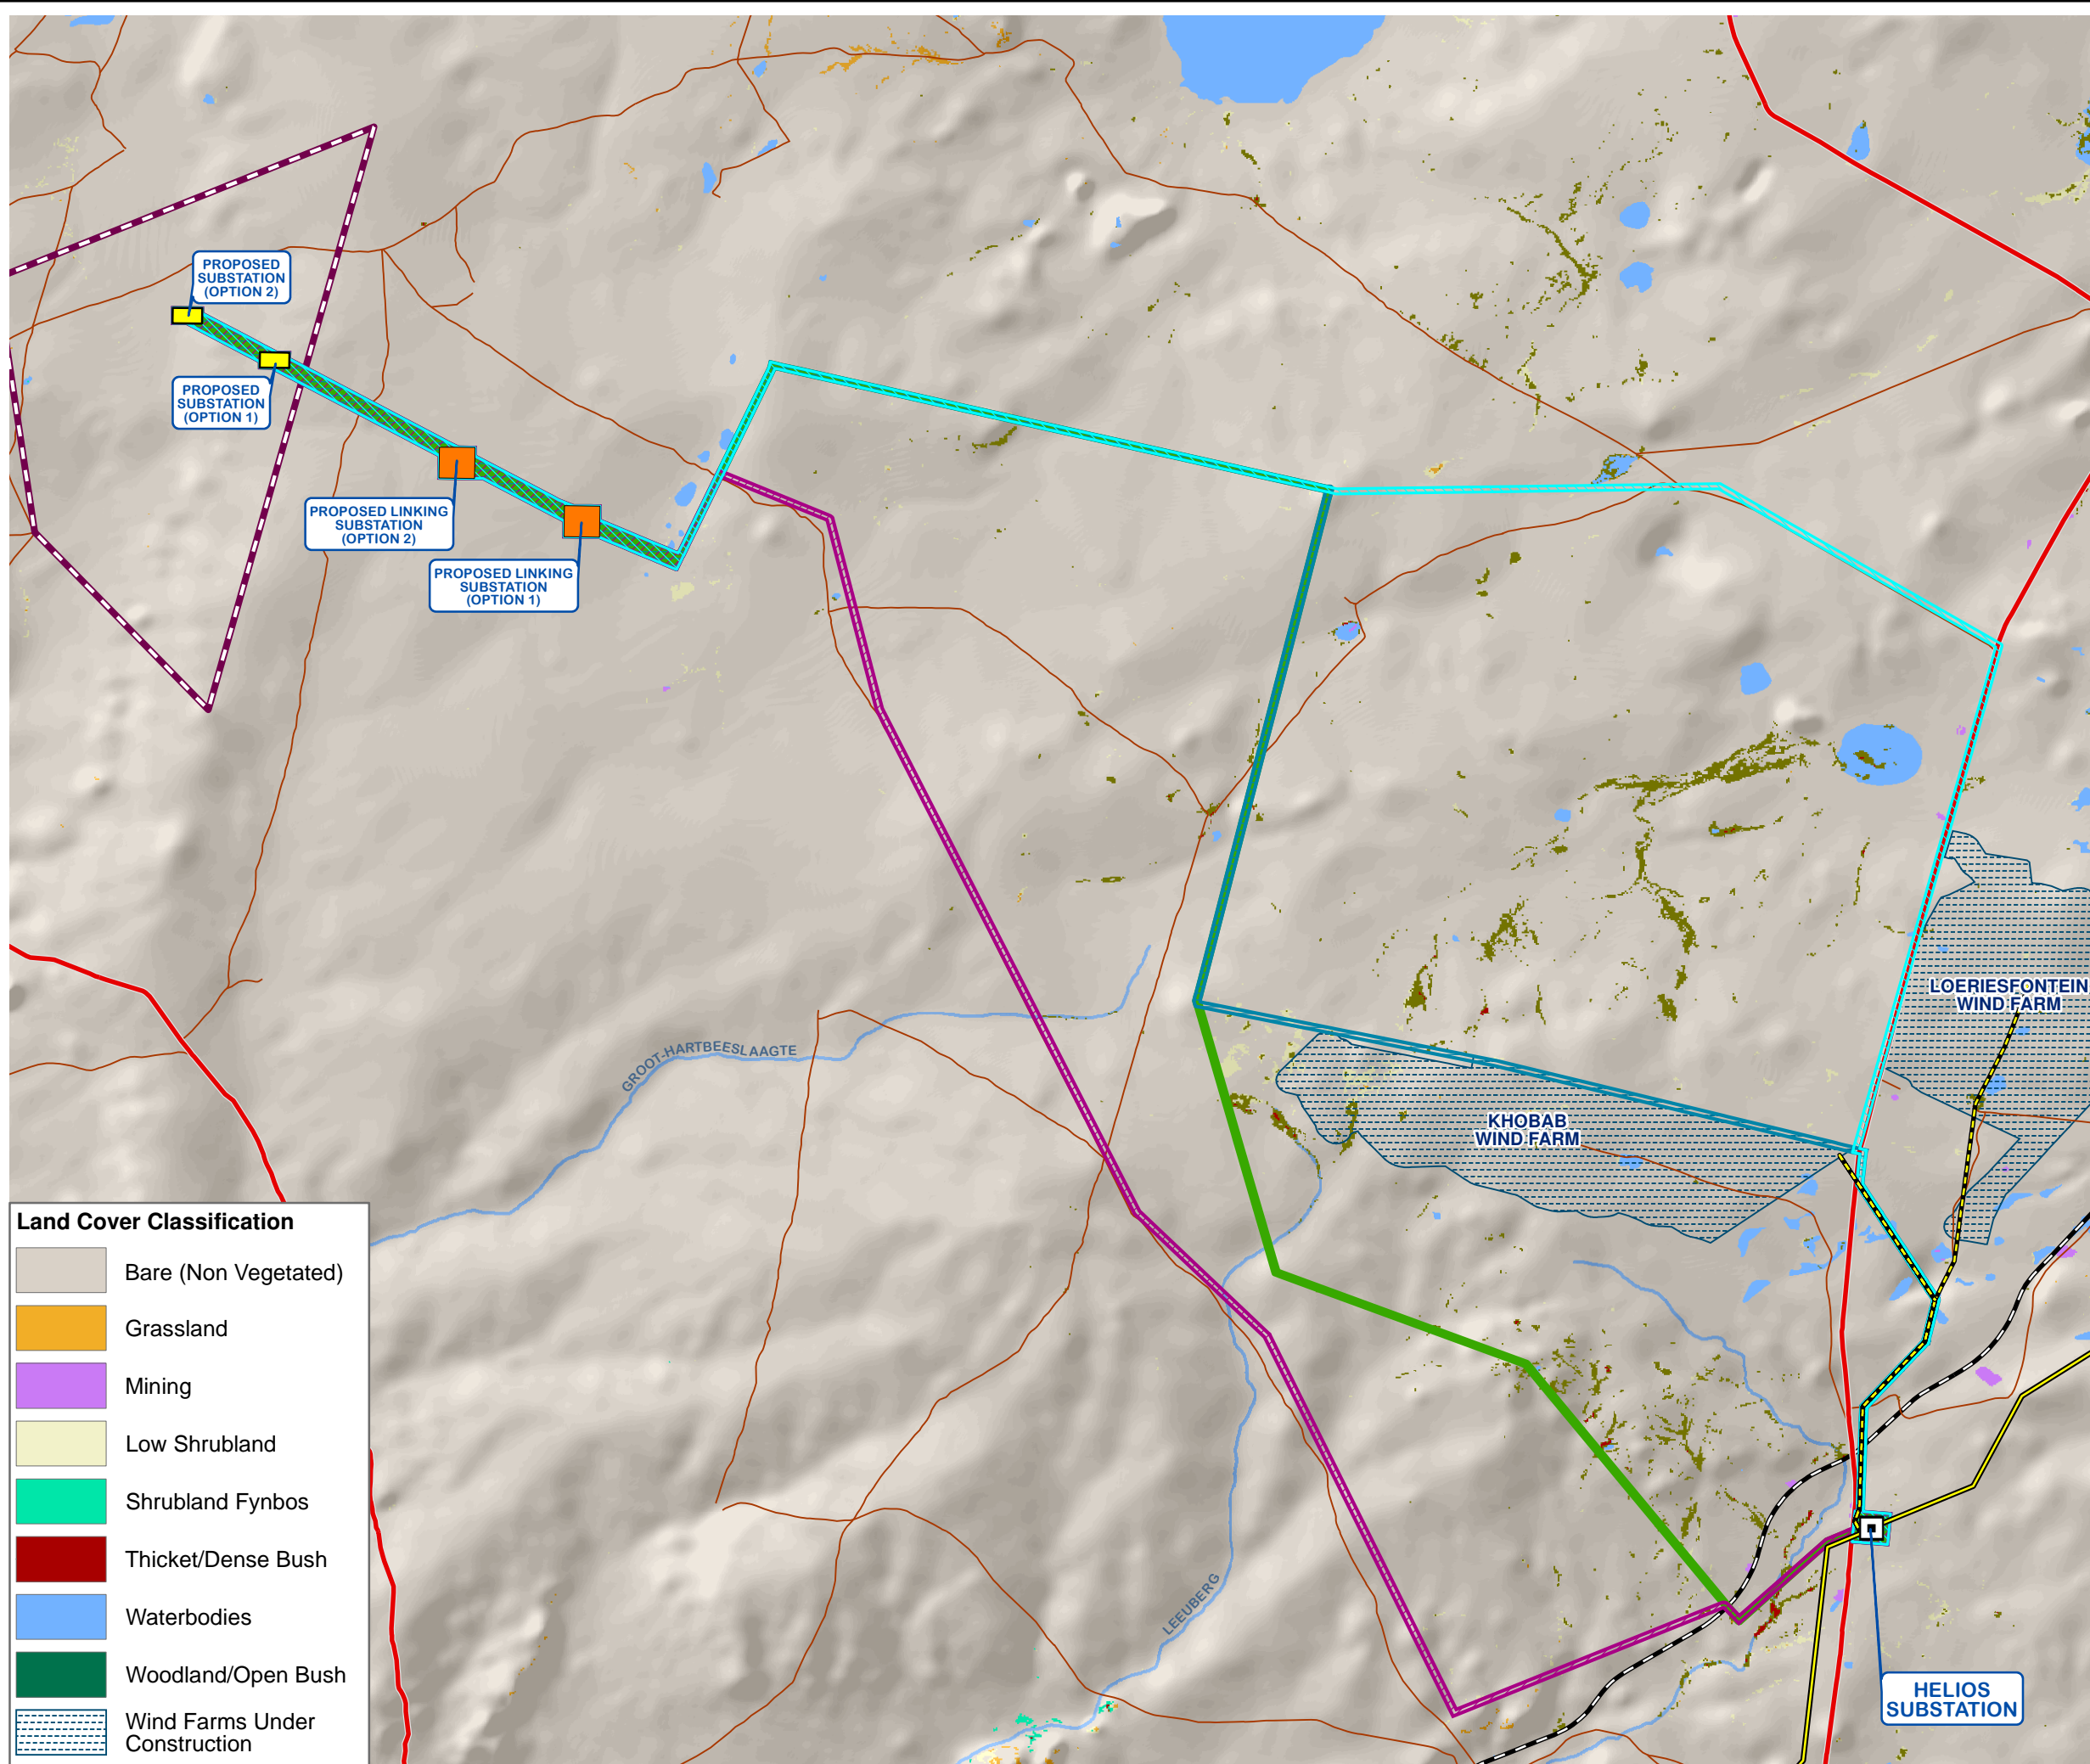 PROPOSED
SUBSTATION
(OPTION 2)
PROPOSED
SUBSTATION
(OPTION 1)
PROPOSED LINKING
SUBSTATION
(OPTION 2)
PROPOSED LINKING
SUBSTATION
(OPTION 1)
LOERIESFONTEIN
WIND FARM
GROOT-HARTBEESLAAGTE
KHOBAB
WIND FARM
LEEUBERG
HELIOS
SUBSTATION
Land Cover Classification
Bare (Non Vegetated)
Grassland
Mining
Low Shrubland
Shrubland Fynbos
Thicket/Dense Bush
Waterbodies
Woodland/Open Bush
Wind Farms Under
Construction